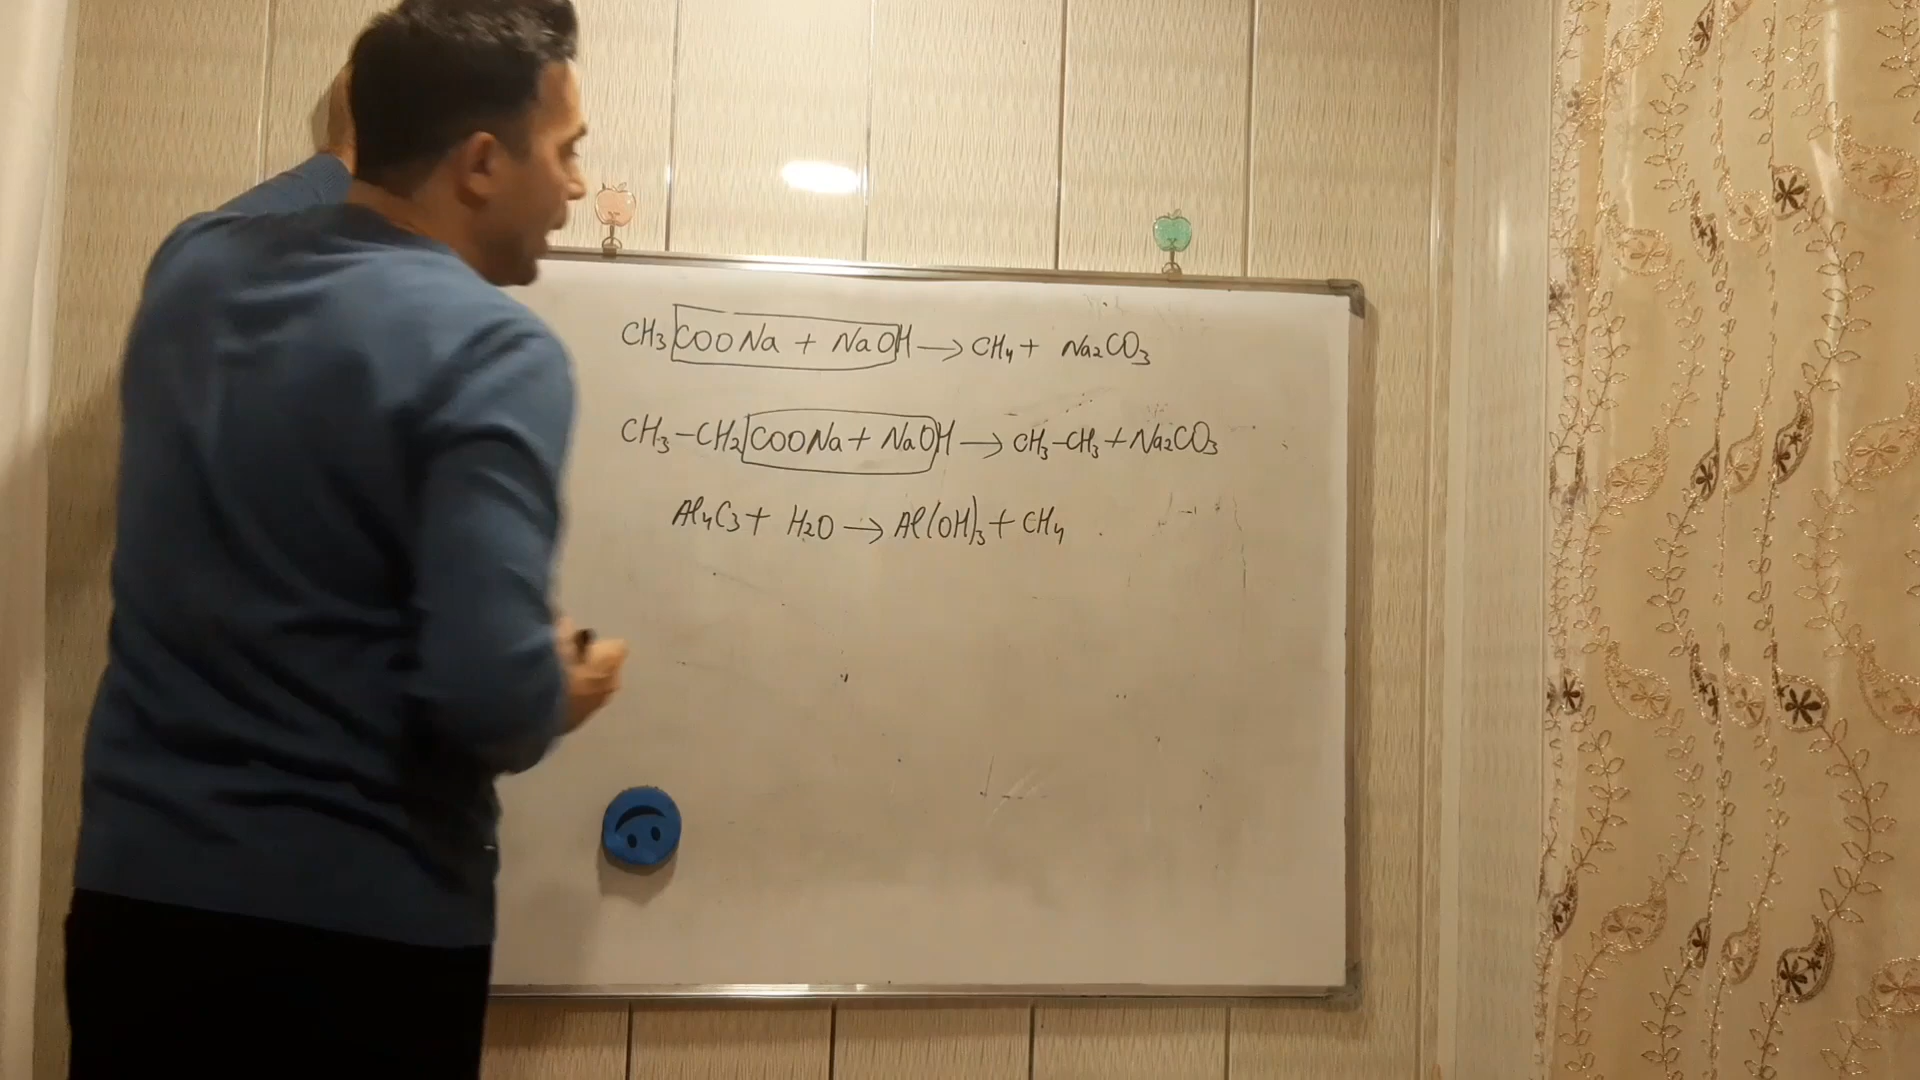 CH3COONa + NaOH → CH4 + Na2CO3
CH3-CH2COONa + NaOH → CH3-CH3 + Na2CO3
Al4C3 + H2O → Al(OH)3 + CH4